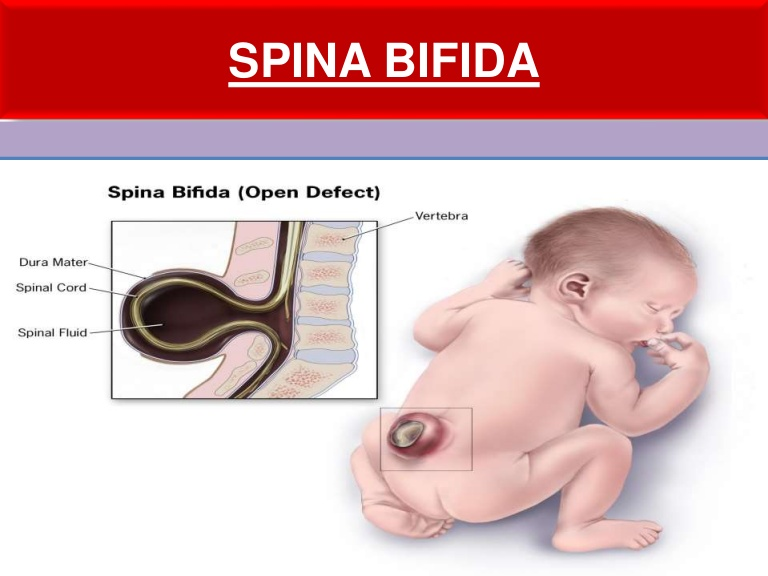 SPINA BIFIDA
Spina Bifida (Open Defect)
Vertebra
Dura Mater
Spinal Cord
Spinal Fluid